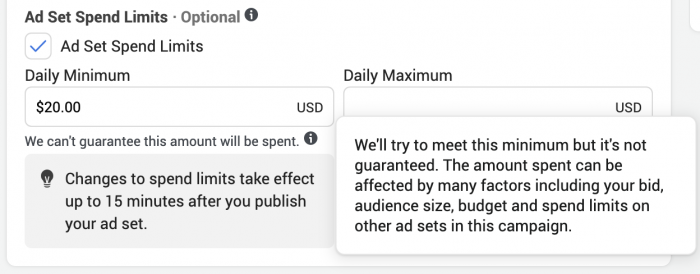 Ad Set Spend Limits · Optional
Ad Set Spend Limits
Daily Minimum
Daily Maximum
$20.00 USD
USD
We can't guarantee this amount will be spent.
Changes to spend limits take effect
up to 15 minutes after you publish
your ad set.
We'll try to meet this minimum but it's not
guaranteed. The amount spent can be
affected by many factors including your bid,
audience size, budget and spend limits on
other ad sets in this campaign.